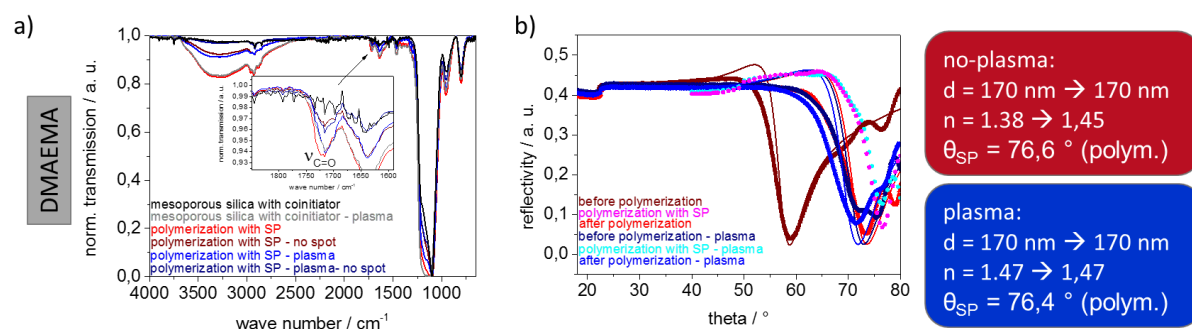 a)
DMAEMA
norm. transmission / a. u.
1,0
0,8
0,6
0,4
0,2
0,0
4000 3500 3000 2500 2000 1500 1000
wave number / cm-1
norm. transmission / a. u.
1.00
0.99
0.98
0.97
0.96
0.95
0.94
0.93
1800 1700 1600
wave number / cm-1
νC=O
mesoporous silica with coinitiator
mesoporous silica with coinitiator - plasma
polymerization with SP
polymerization with SP - no spot
polymerization with SP - plasma
polymerization with SP - plasma- no spot
b)
reflectivity / a. u.
0,5
0,4
0,3
0,2
0,1
0,0
20 30 40 50 60 70 80
theta / °
before polymerization
polymerization with SP
after polymerization
before polymerization - plasma
polymerization with SP - plasma
after polymerization - plasma
no-plasma:
d = 170 nm → 170 nm
n = 1.38 → 1,45
θSP = 76,6 ° (polym.)
plasma:
d = 170 nm → 170 nm
n = 1.47 → 1,47
θSP = 76,4 ° (polym.)